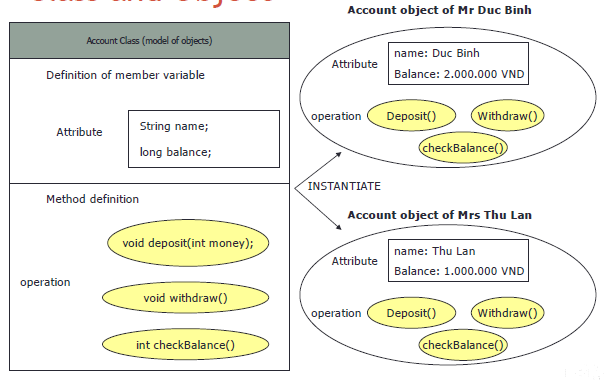 Class and Object
Account Class (model of objects)
Definition of member variable
Attribute
String name;
long balance;
Method definition
operation
void deposit(int money);
void withdraw()
int checkBalance()
INSTANTIATE
Account object of Mr Duc Binh
Attribute
name: Duc Binh
Balance: 2.000.000 VND
operation
Deposit()
Withdraw()
checkBalance()
Account object of Mrs Thu Lan
Attribute
name: Thu Lan
Balance: 1.000.000 VND
operation
Deposit()
Withdraw()
checkBalance()